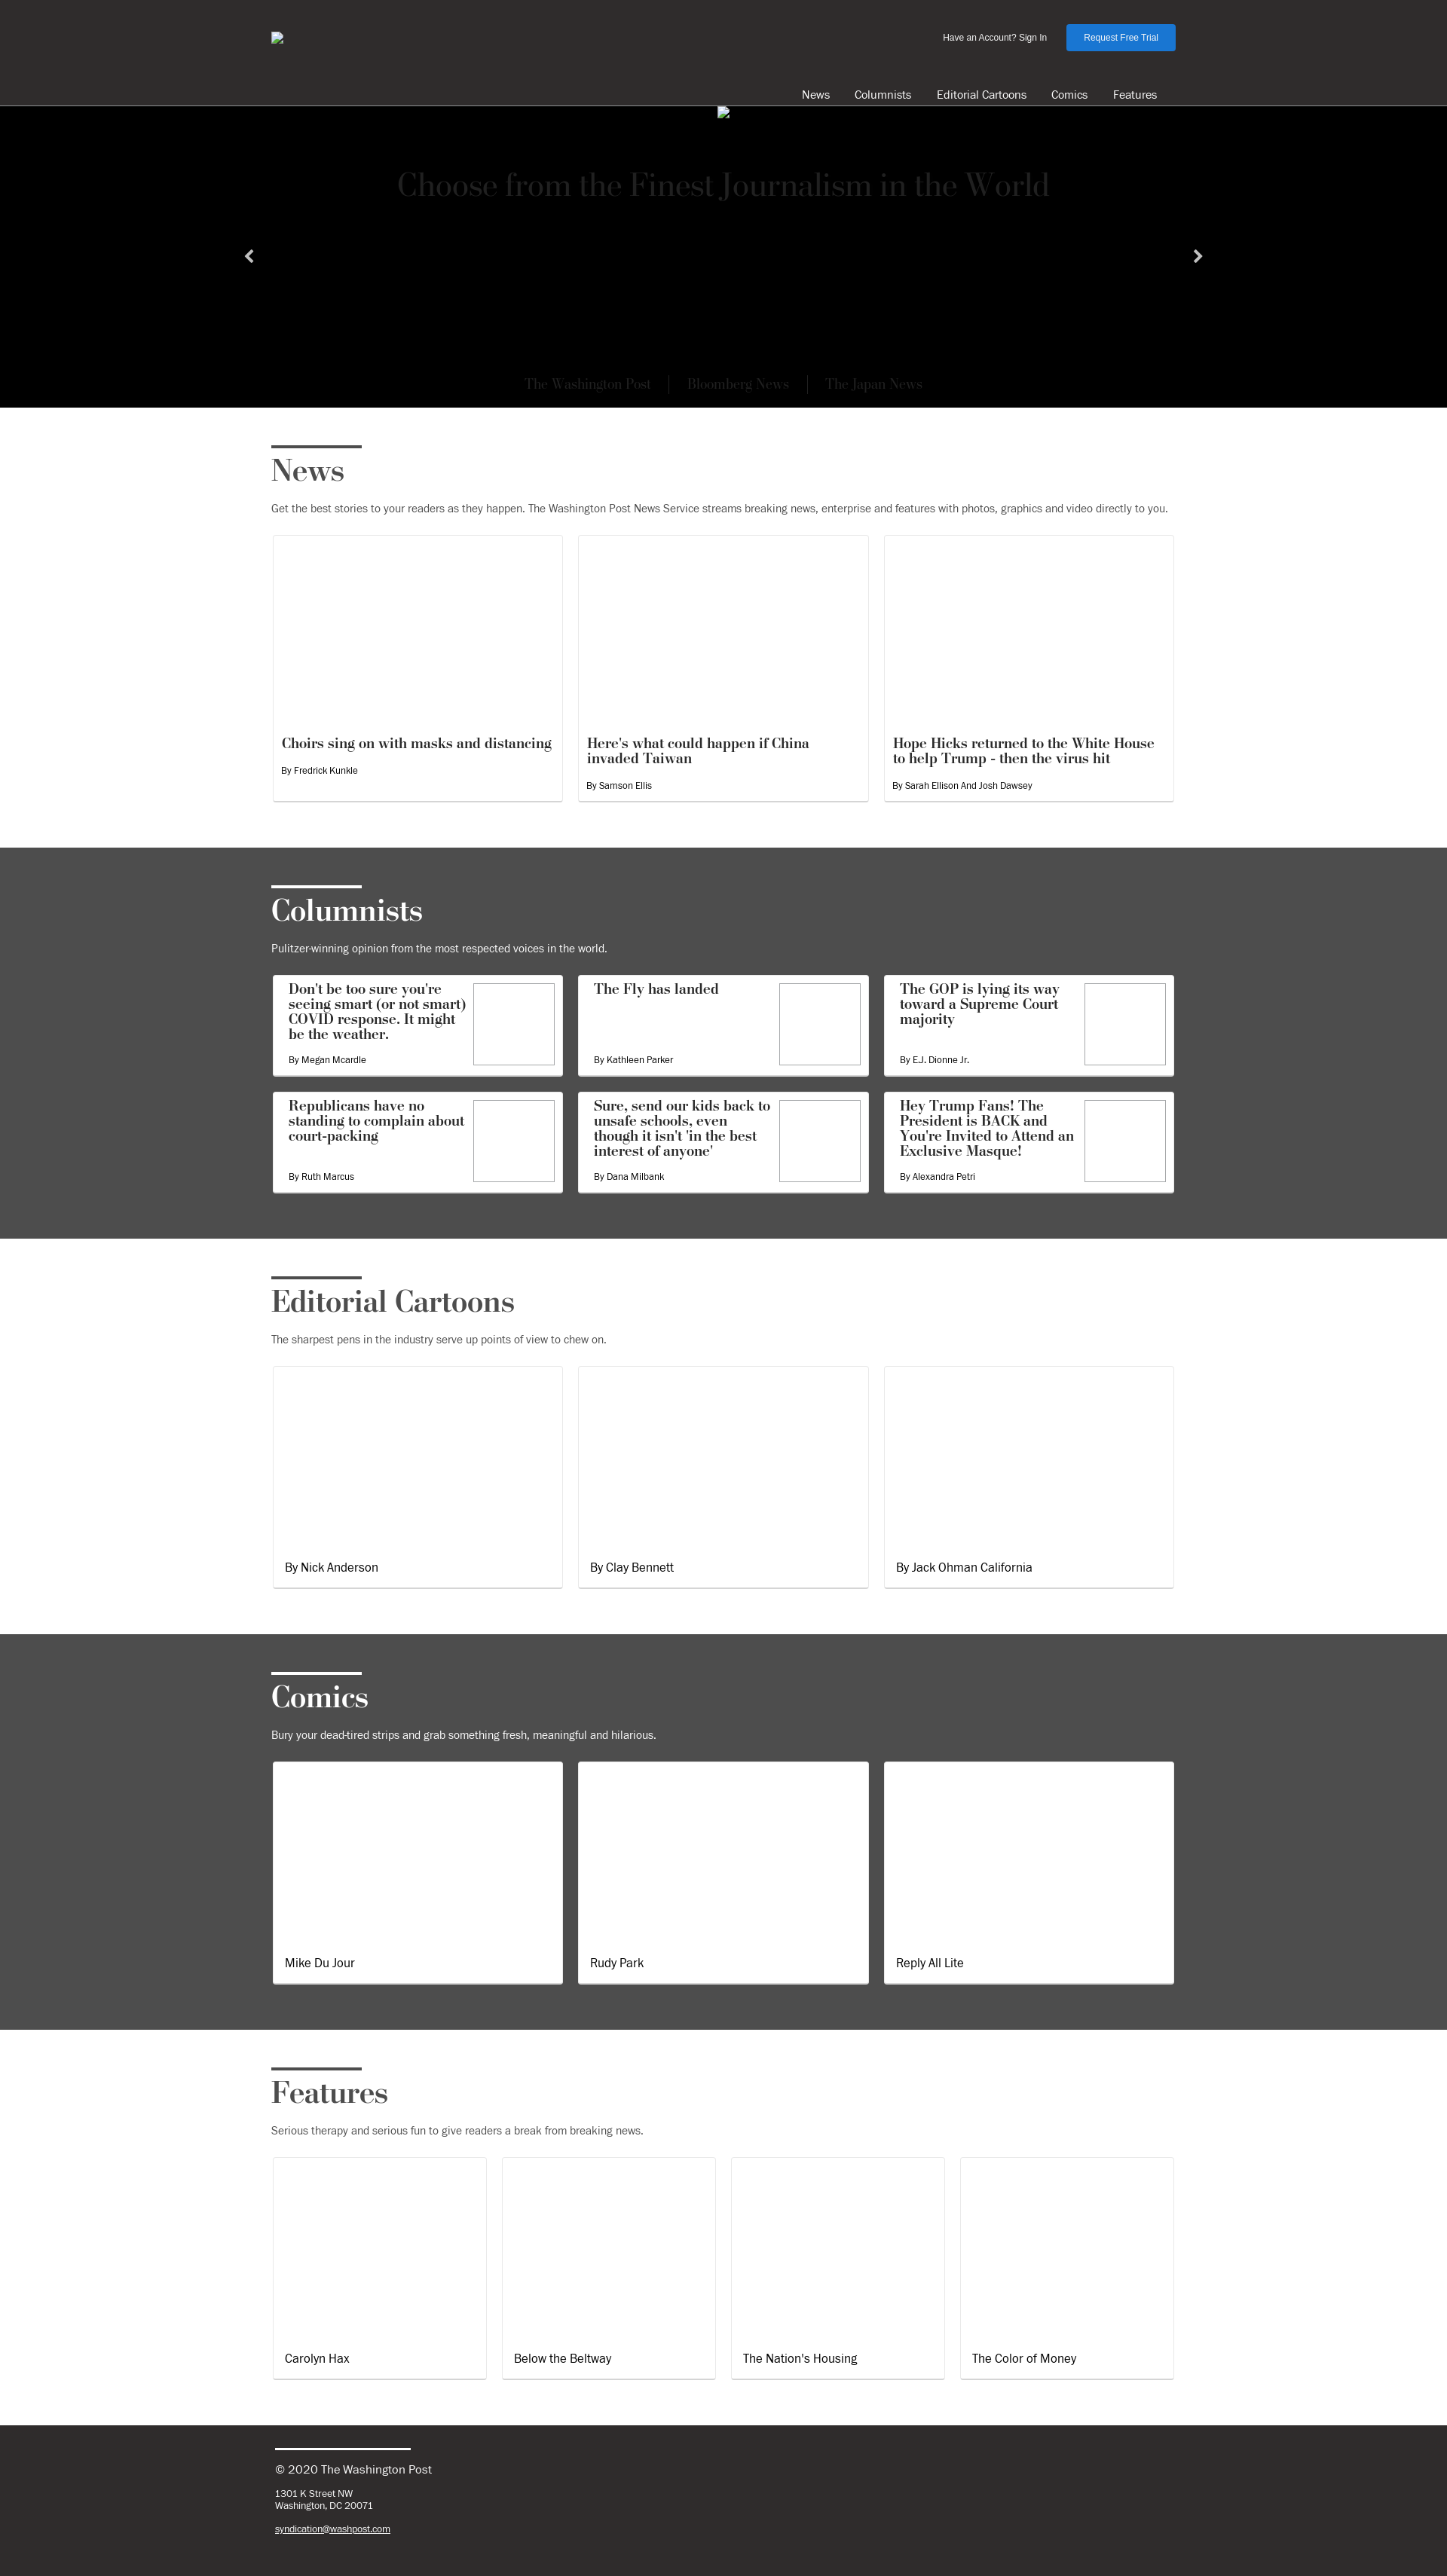 Have an Account? Sign In
Request Free Trial
News Columnists Editorial Cartoons Comics Features
Choose from the Finest Journalism in the World
The Washington Post
Bloomberg News
The Japan News
News
Get the best stories to your readers as they happen. The Washington Post News Service streams breaking news, enterprise and features with photos, graphics and video directly to you.
Choirs sing on with masks and distancing
By Fredrick Kunkle
Here's what could happen if China
invaded Taiwan
By Samson Ellis
Hope Hicks returned to the White House
to help Trump - then the virus hit
By Sarah Ellison And Josh Dawsey
Columnists
Pulitzer-winning opinion from the most respected voices in the world.
Don't be too sure you're
seeing smart (or not smart)
COVID response. It might
be the weather.
By Megan Mcardle
The Fly has landed
By Kathleen Parker
The GOP is lying its way
toward a Supreme Court
majority
By E.J. Dionne Jr.
Republicans have no
standing to complain about
court-packing
By Ruth Marcus
Sure, send our kids back to
unsafe schools, even
though it isn't 'in the best
interest of anyone'
By Dana Milbank
Hey Trump Fans! The
President is BACK and
You're Invited to Attend an
Exclusive Masque!
By Alexandra Petri
Editorial Cartoons
The sharpest pens in the industry serve up points of view to chew on.
By Nick Anderson
By Clay Bennett
By Jack Ohman California
Comics
Bury your dead-tired strips and grab something fresh, meaningful and hilarious.
Mike Du Jour
Rudy Park
Reply All Lite
Features
Serious therapy and serious fun to give readers a break from breaking news.
Carolyn Hax
Below the Beltway
The Nation's Housing
The Color of Money
© 2020 The Washington Post
1301 K Street NW
Washington, DC 20071
syndication@washpost.com